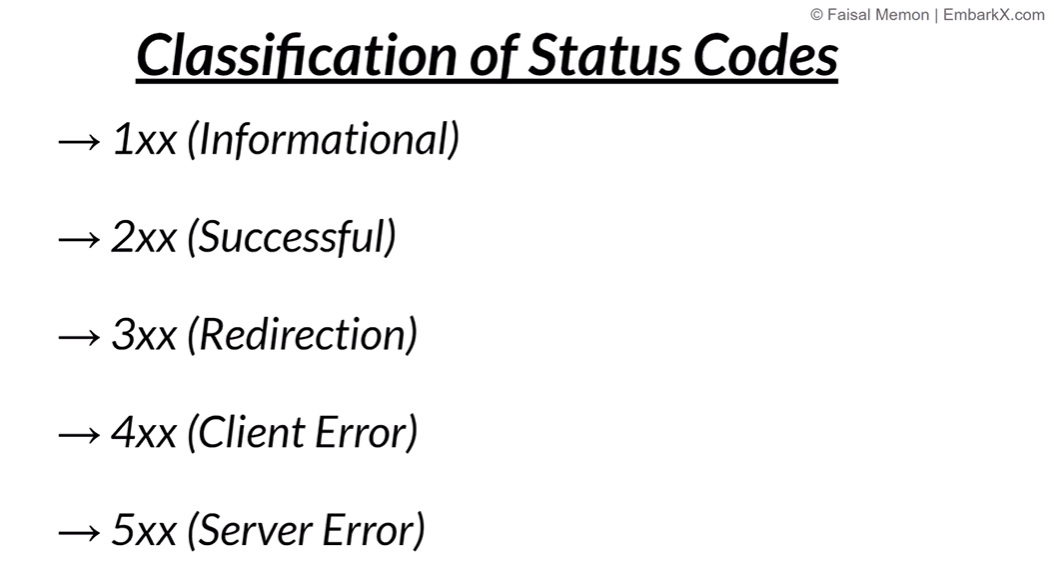 © Faisal Memon | EmbarkX.com
Classification of Status Codes
→ 1xx (Informational)
→ 2xx (Successful)
→ 3xx (Redirection)
→ 4xx (Client Error)
→ 5xx (Server Error)